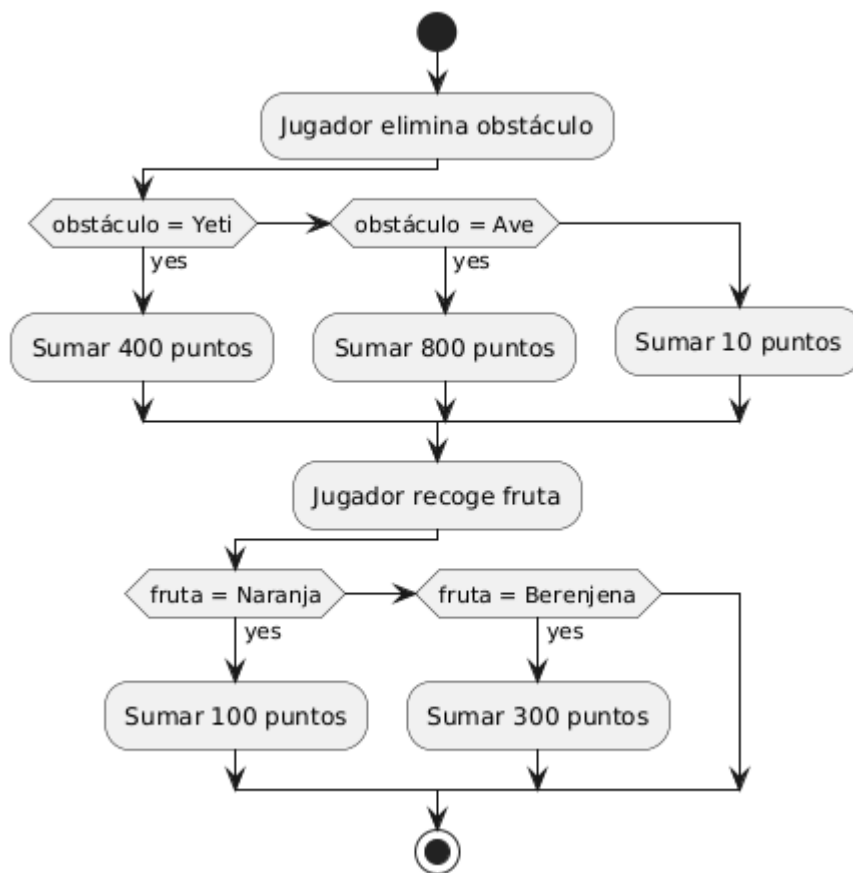 Jugador elimina obstáculo
obstáculo = Yeti
obstáculo = Ave
yes
yes
Sumar 400 puntos
Sumar 800 puntos
Sumar 10 puntos
Jugador recoge fruta
fruta = Naranja
fruta = Berenjena
yes
yes
Sumar 100 puntos
Sumar 300 puntos